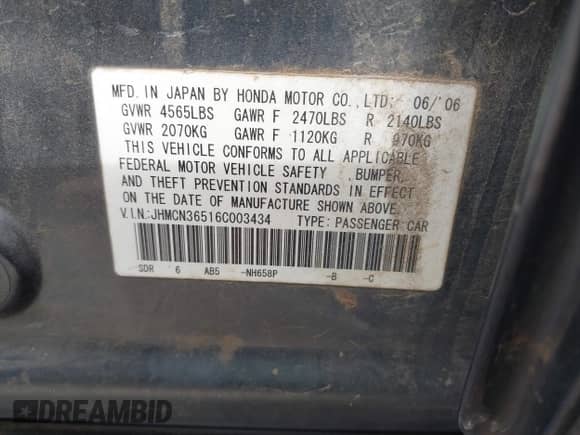 MFD. IN JAPAN BY HONDA MOTOR CO., LTD: 06/'06
GVWR 4565LBS GAWR F 2470LBS R 2140LBS
GVWR 2070KG GAWR F 1120KG R 970KG
THIS VEHICLE CONFORMS TO ALL APPLICABLE
FEDERAL MOTOR VEHICLE SAFETY ,BUMPER,
AND THEFT PREVENTION STANDARDS IN EFFECT
ON THE DATE OF MANUFACTURE SHOWN ABOVE.
V.I.N.:JHMCN36516C003434 TYPE: PASSENGER CAR
SDR 6 AB5 -NH658P -B -C
DREAMBID